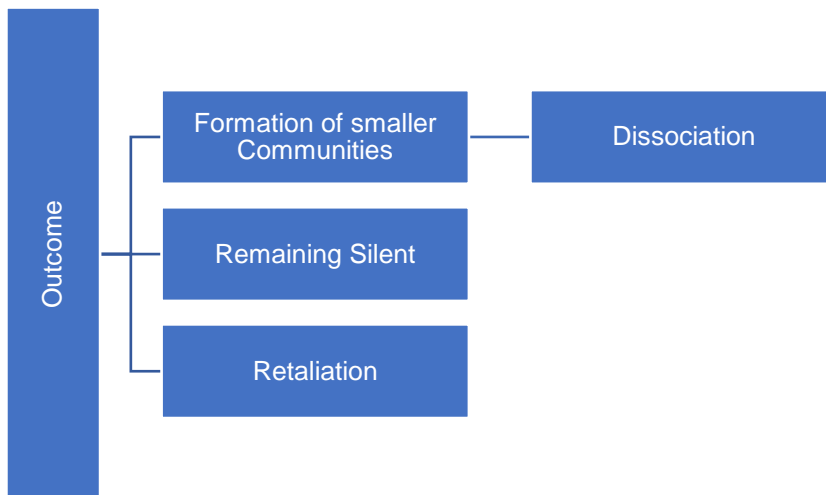 Outcome
Formation of smaller
Communities
Dissociation
Remaining Silent
Retaliation